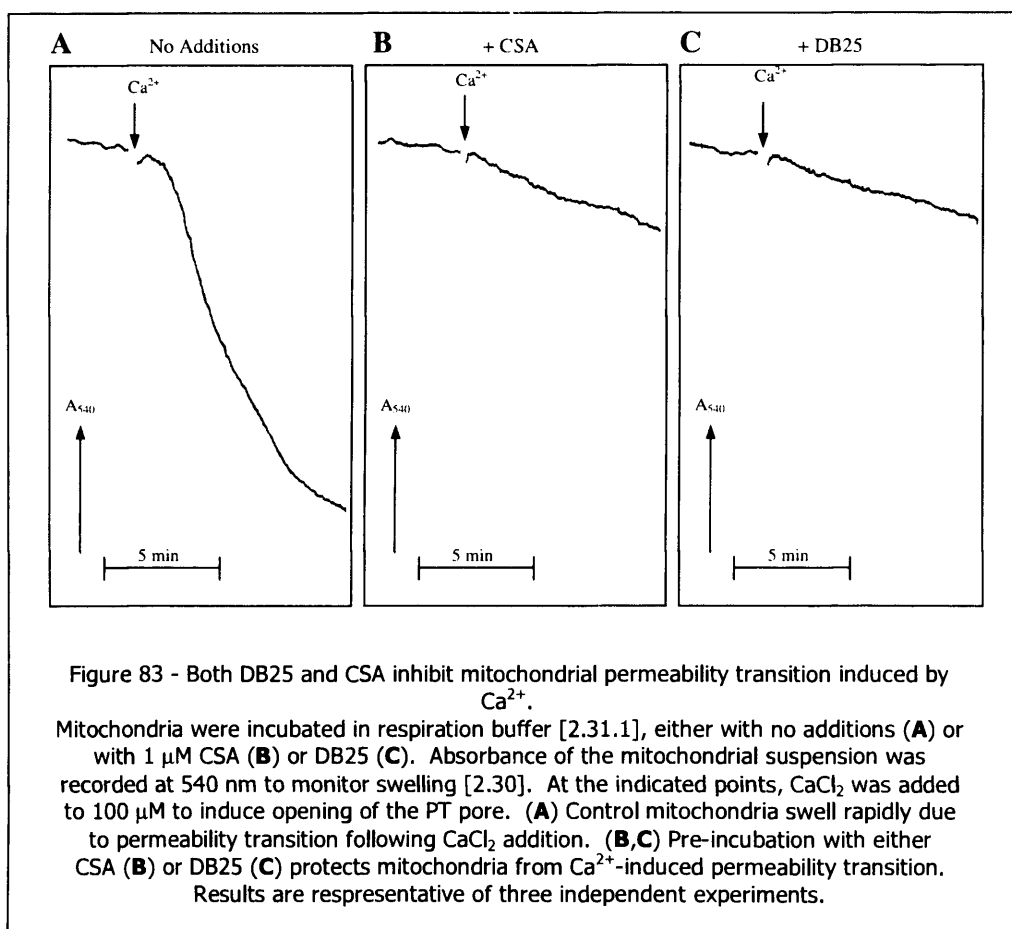 A No Additions
B + CSA
C + DB25
Ca²⁺
Ca²⁺
Ca²⁺
A₅₄₀
A₅₄₀
A₅₄₀
5 min
5 min
5 min
Figure 83 - Both DB25 and CSA inhibit mitochondrial permeability transition induced by
Ca²⁺.
Mitochondria were incubated in respiration buffer [2.31.1], either with no additions (A) or
with 1 μM CSA (B) or DB25 (C). Absorbance of the mitochondrial suspension was
recorded at 540 nm to monitor swelling [2.30]. At the indicated points, CaCl₂ was added
to 100 μM to induce opening of the PT pore. (A) Control mitochondria swell rapidly due
to permeability transition following CaCl₂ addition. (B,C) Pre-incubation with either
CSA (B) or DB25 (C) protects mitochondria from Ca²⁺-induced permeability transition.
Results are respresentative of three independent experiments.